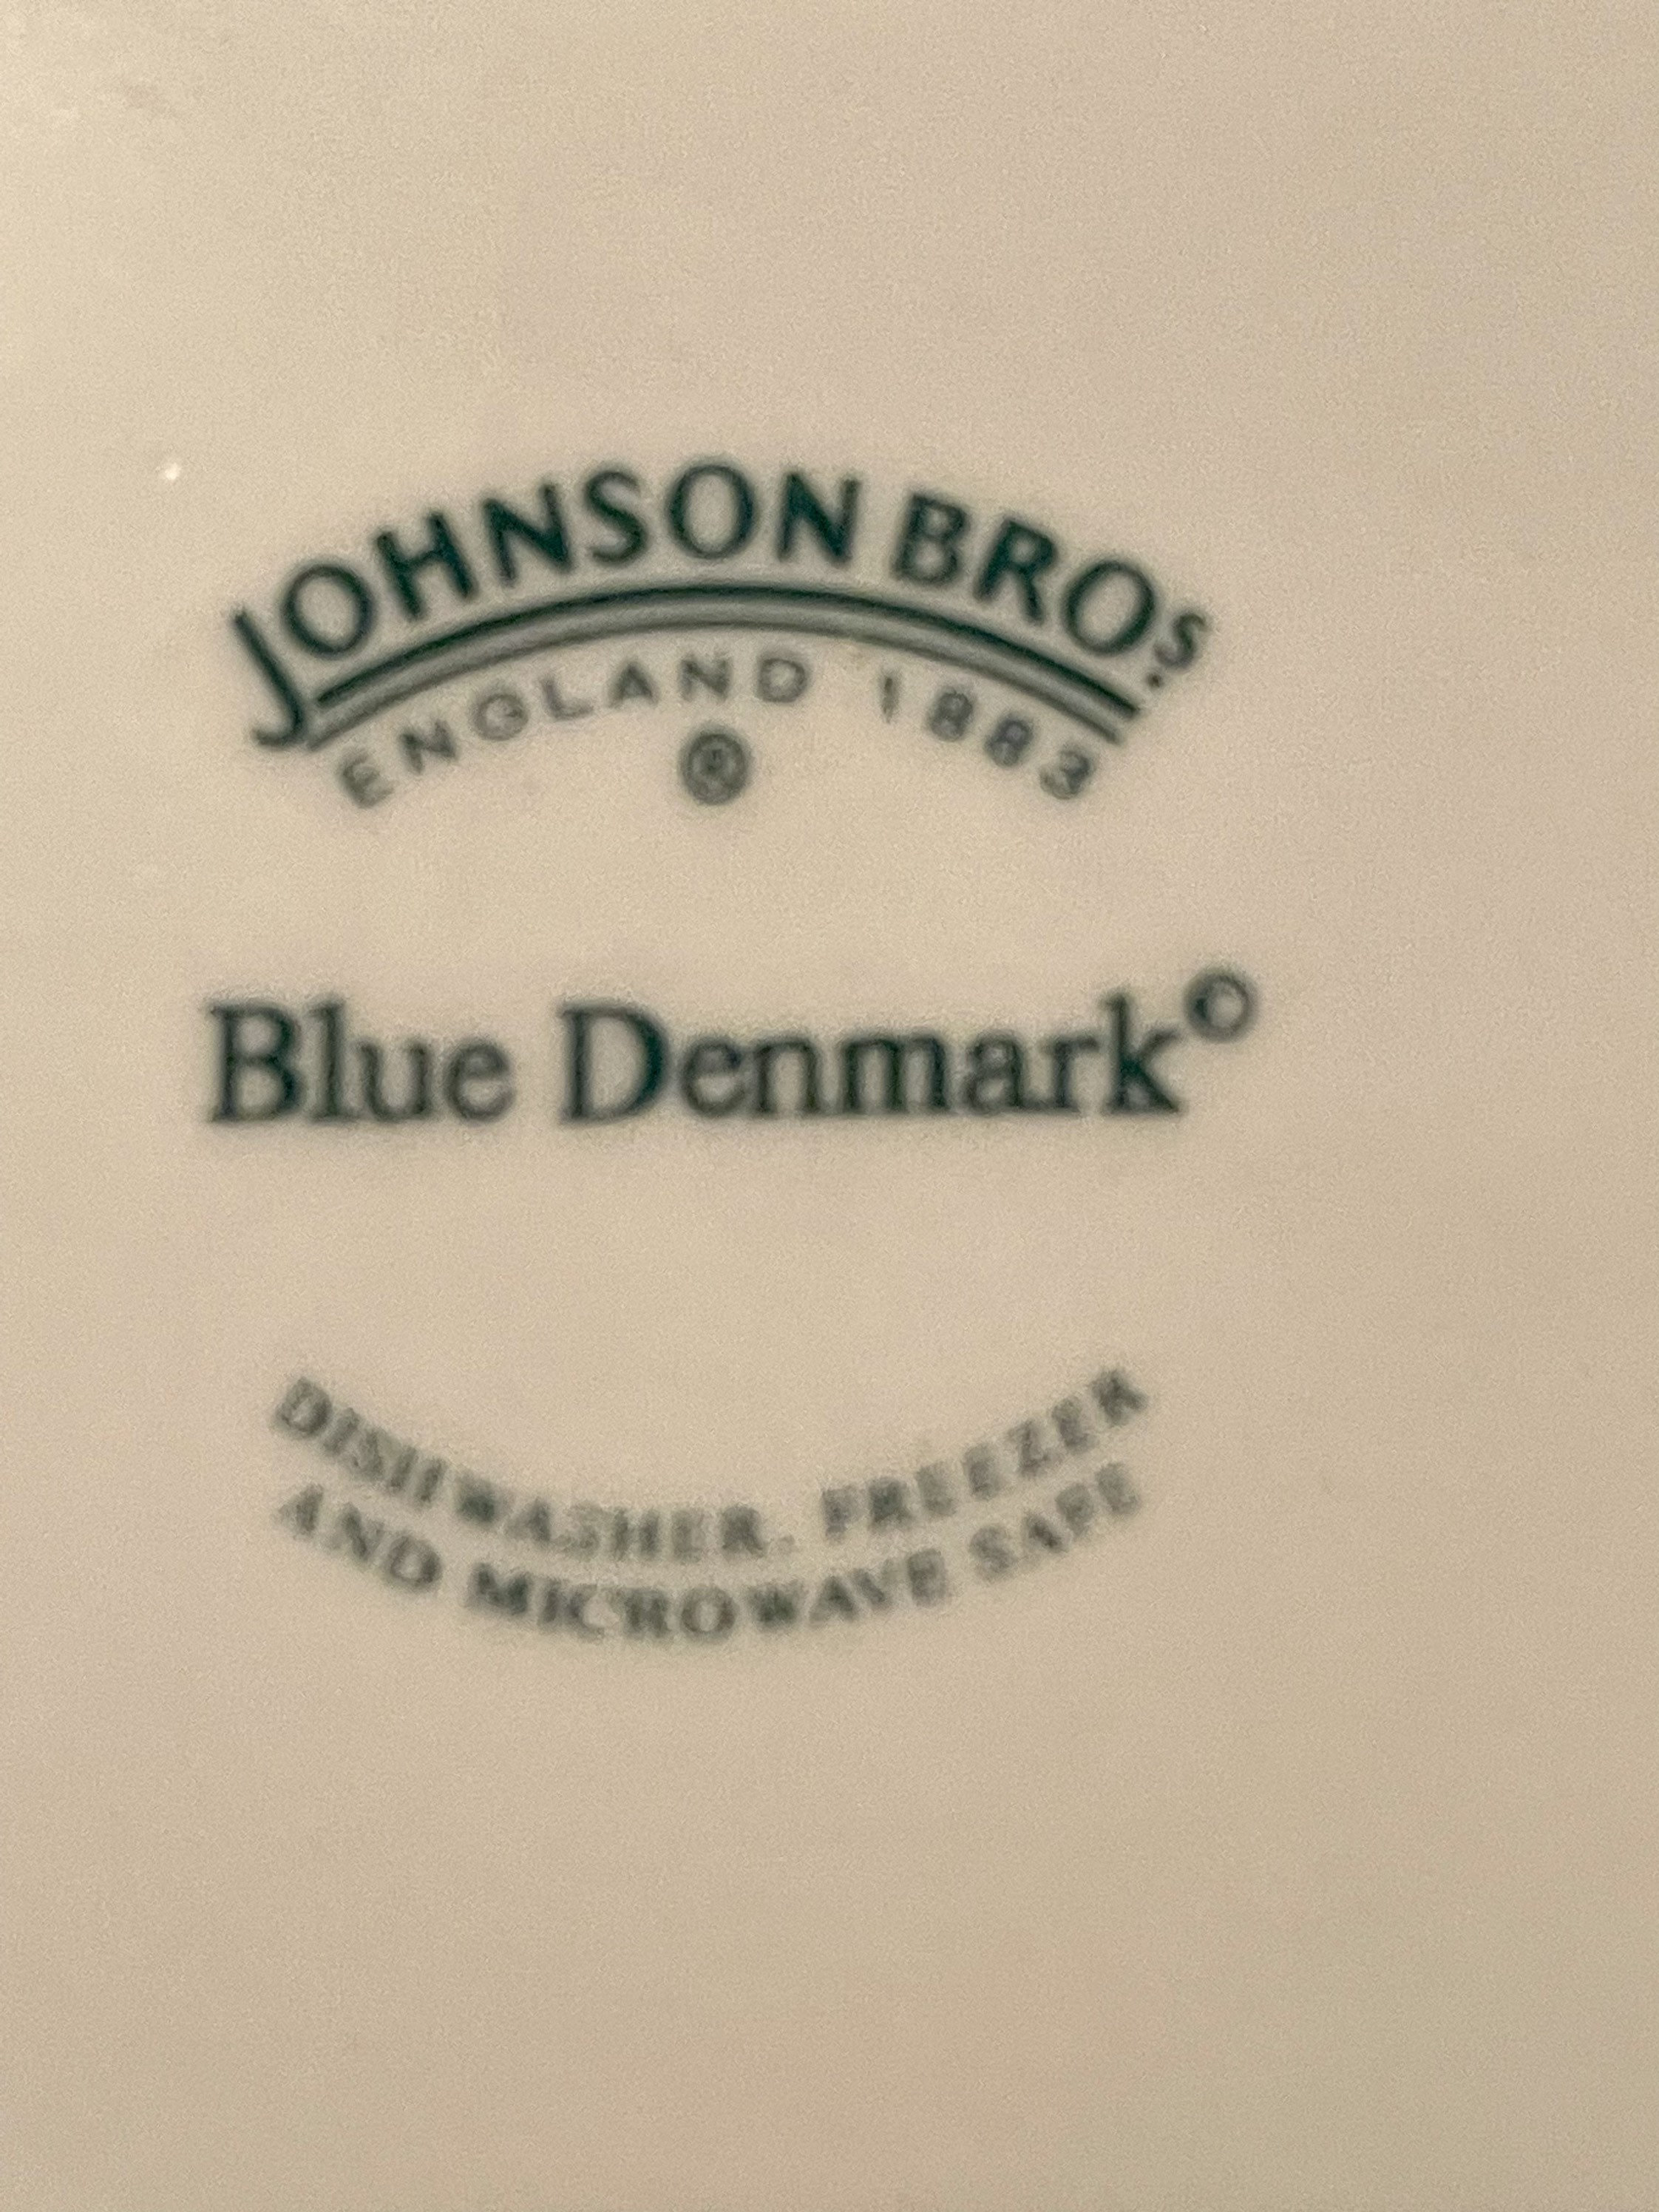 JOHNSON BROS.
ENGLAND 1883
®
Blue Denmark©
DISHWASHER, FREEZER
AND MICROWAVE SAFE